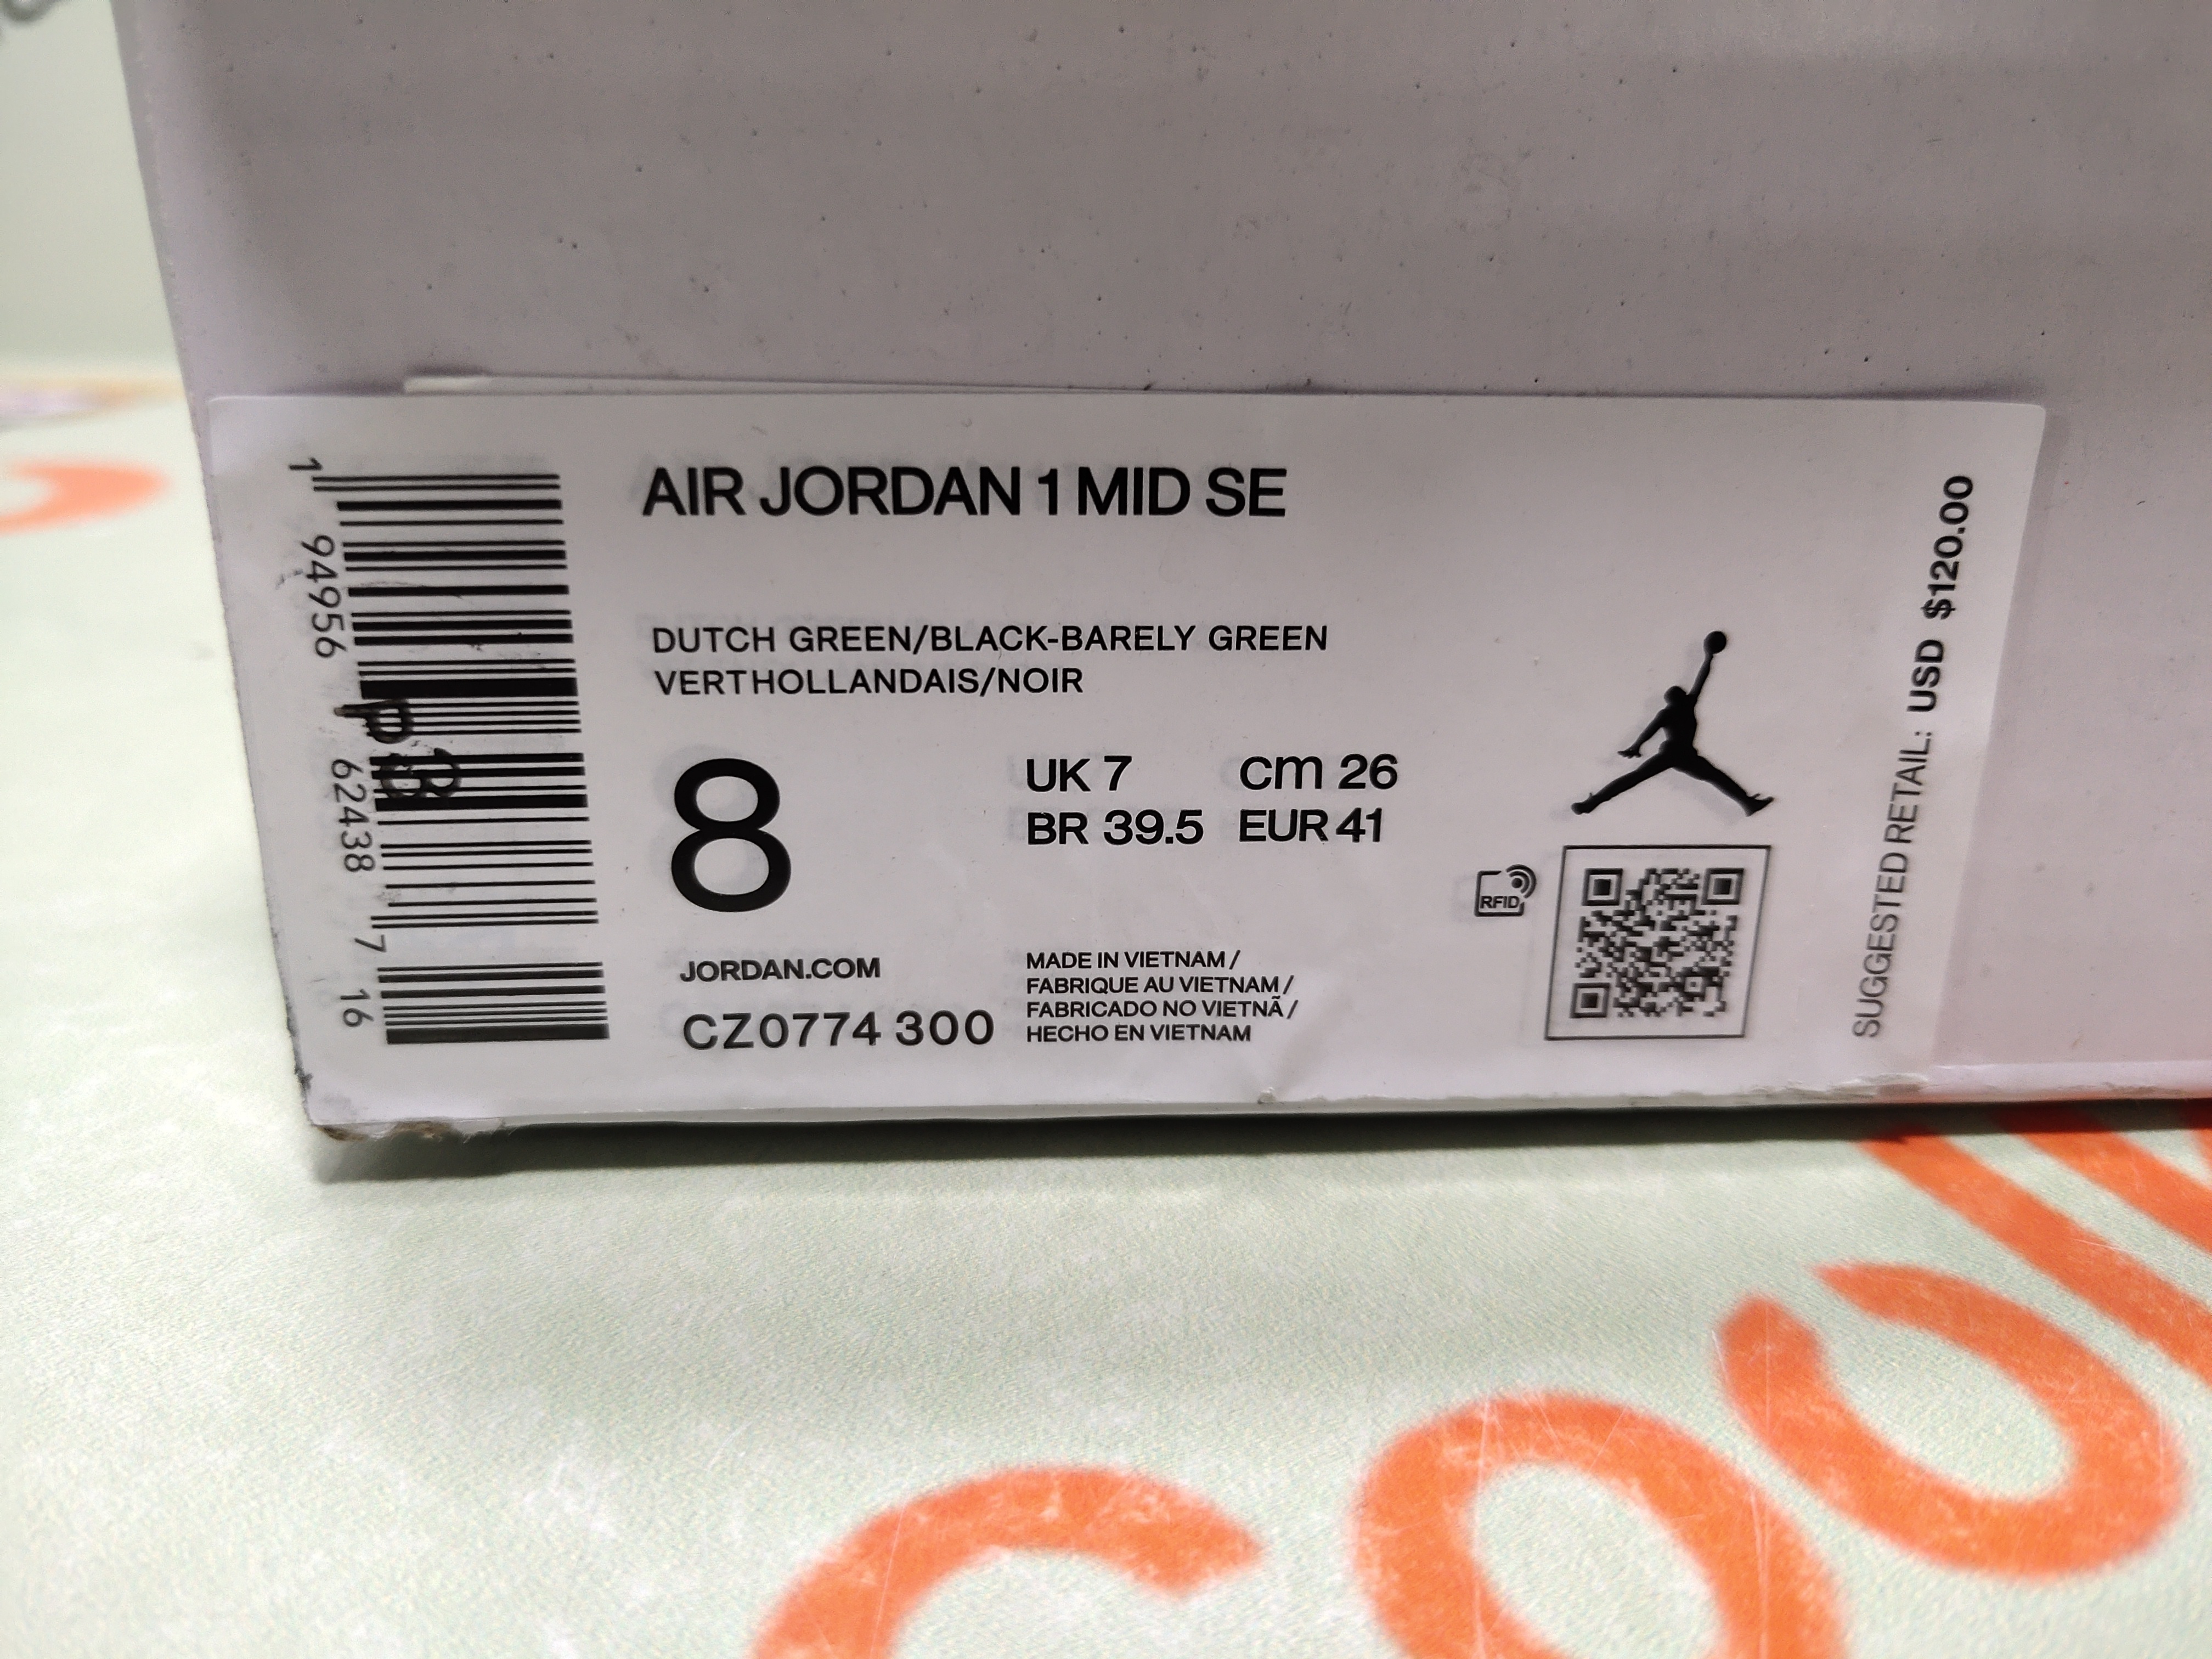 AIR JORDAN 1 MID SE
DUTCH GREEN/BLACK-BARELY GREEN
VERTHOLLANDAIS/NOIR
8
UK 7 cm 26
BR 39.5 EUR 41
JORDAN.COM
CZ0774 300
MADE IN VIETNAM /
FABRIQUE AU VIETNAM /
FABRICADO NO VIETNÃ /
HECHO EN VIETNAM
RFID
SUGGESTED RETAIL: USD $120.00
1 94956 62438 7 16